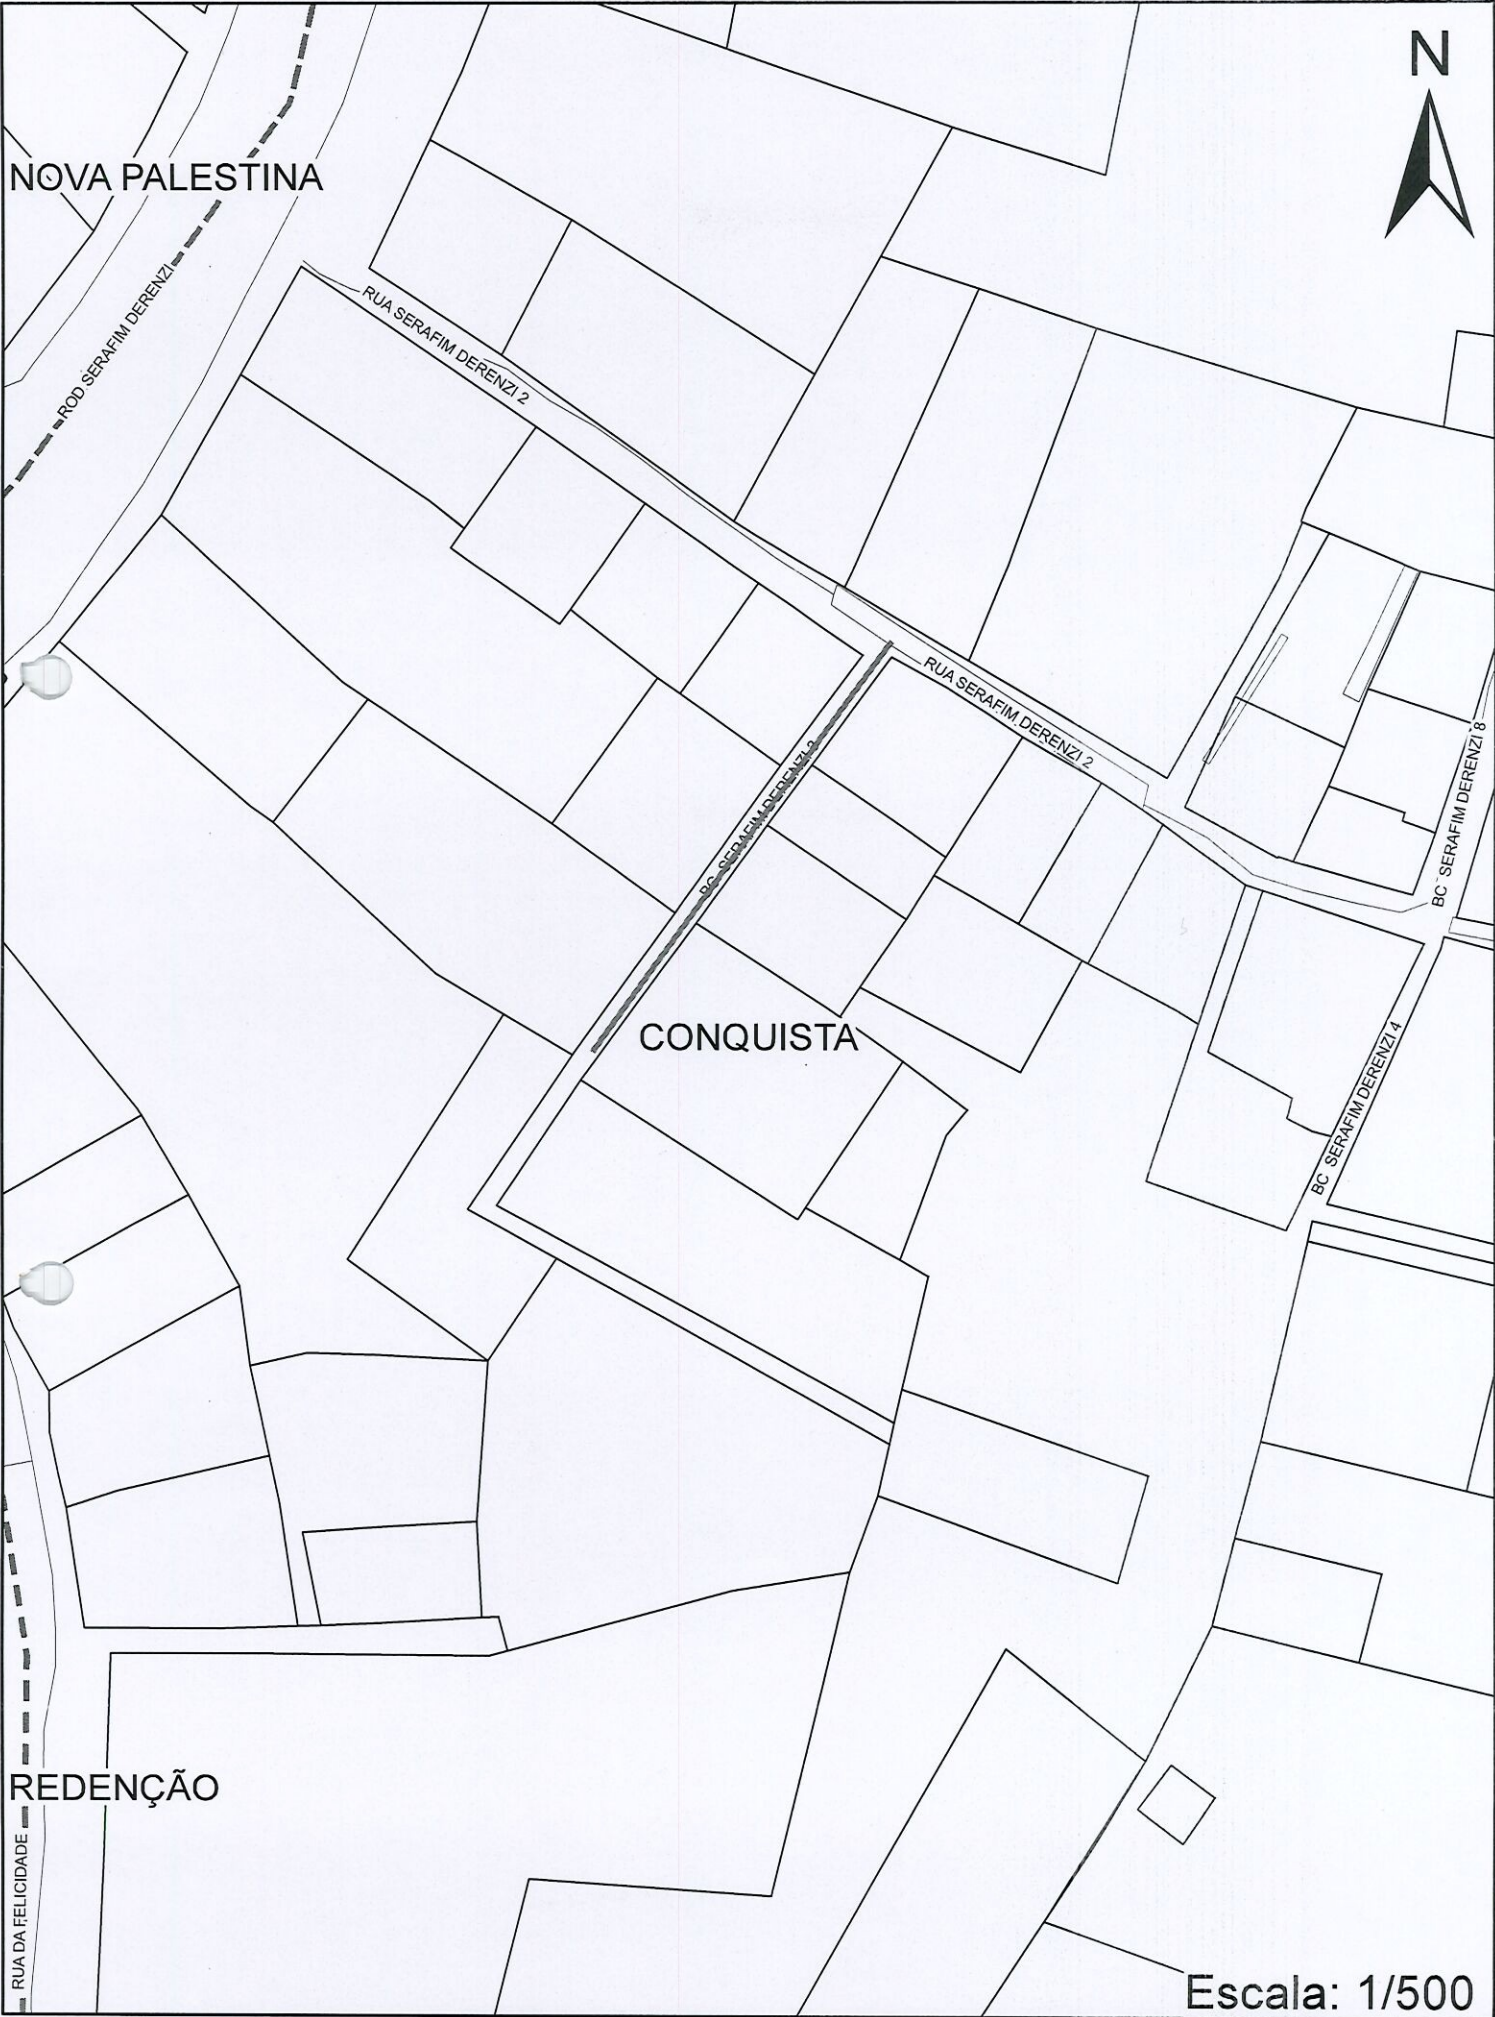 N
NOVA PALESTINA
ROD SERAFIM DERENZI
RUA SERAFIM DERENZI 2
RUA SERAFIM DERENZI 2
BC SERAFIM DERENZI
BC SERAFIM DERENZI 8
CONQUISTA
BC SERAFIM DERENZI 4
REDENÇÃO
RUA DA FELICIDADE
Escala: 1/500